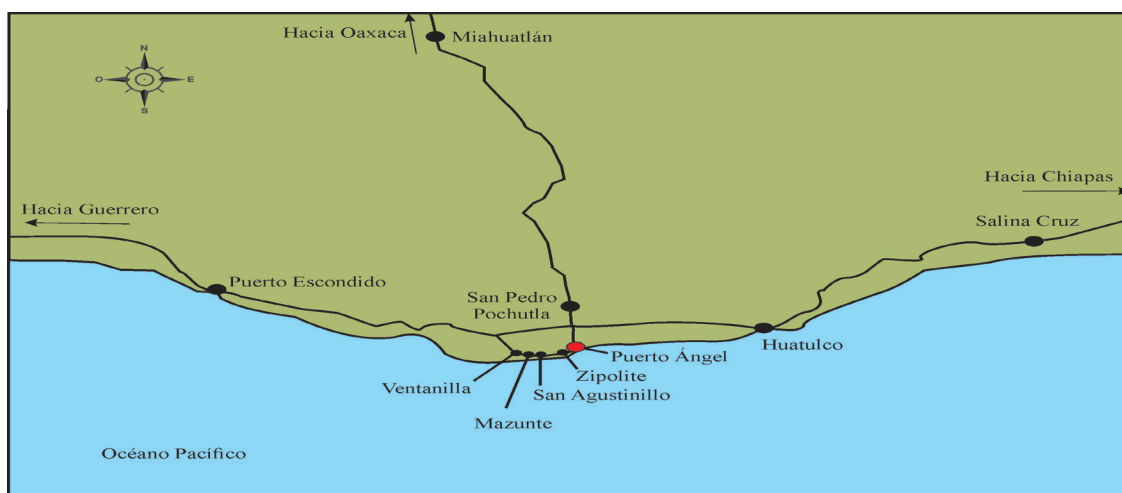 Hacia Oaxaca
Miahuatlán
N
O
E
S
Hacia Chiapas
Hacia Guerrero
Salina Cruz
Puerto Escondido
San Pedro
Pochutla
Huatulco
Puerto Ángel
Zipolite
Ventanilla
San Agustinillo
Mazunte
Océano Pacífico